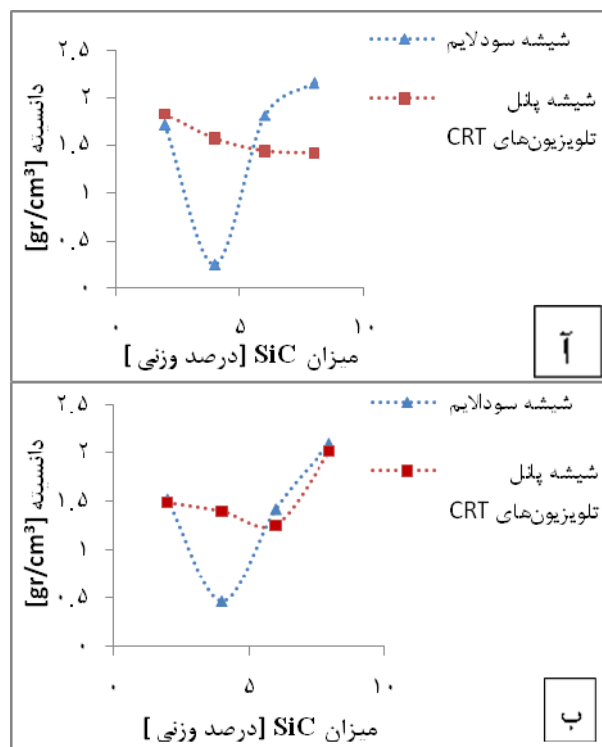 ۲.۵
۲
۱.۵
۱
۰.۵
۰
دانسیته [gr/cm³]
۰
۵
۱۰
میزان SiC [درصد وزنی ]
شیشه سودلایم
شیشه پانل
تلویزیون‌های CRT
آ
۲.۵
۲
۱.۵
۱
۰.۵
۰
دانسیته [gr/cm³]
۰
۵
۱۰
میزان SiC [درصد وزنی ]
شیشه سودالایم
شیشه پانل
تلویزیون‌های CRT
ب